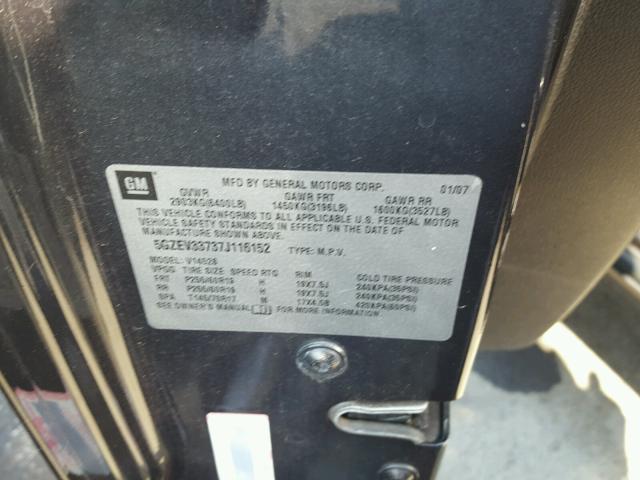 GM
MFD BY GENERAL MOTORS CORP. 01/07
GVWR GAWR FRT GAWR RR
2903KG(6400LB) 1450KG(3196LB) 1600KG(3527LB)
THIS VEHICLE CONFORMS TO ALL APPLICABLE U.S. FEDERAL MOTOR
VEHICLE SAFETY STANDARDS IN EFFECT ON THE DATE OF
MANUFACTURE SHOWN ABOVE.
5GZEV33737J116152 TYPE: M.P.V.
MODEL: V14526
VFGG TIRE SIZE SPEED RTG RIM COLD TIRE PRESSURE
FRT P255/60R19 H 19X7.5J 240KPA(35PSI)
RR P255/60R19 H 19X7.5J 240KPA(35PSI)
SPA T145/70R17 M 17X4.5B 420KPA(60PSI)
SEE OWNER'S MANUAL FOR MORE INFORMATION.